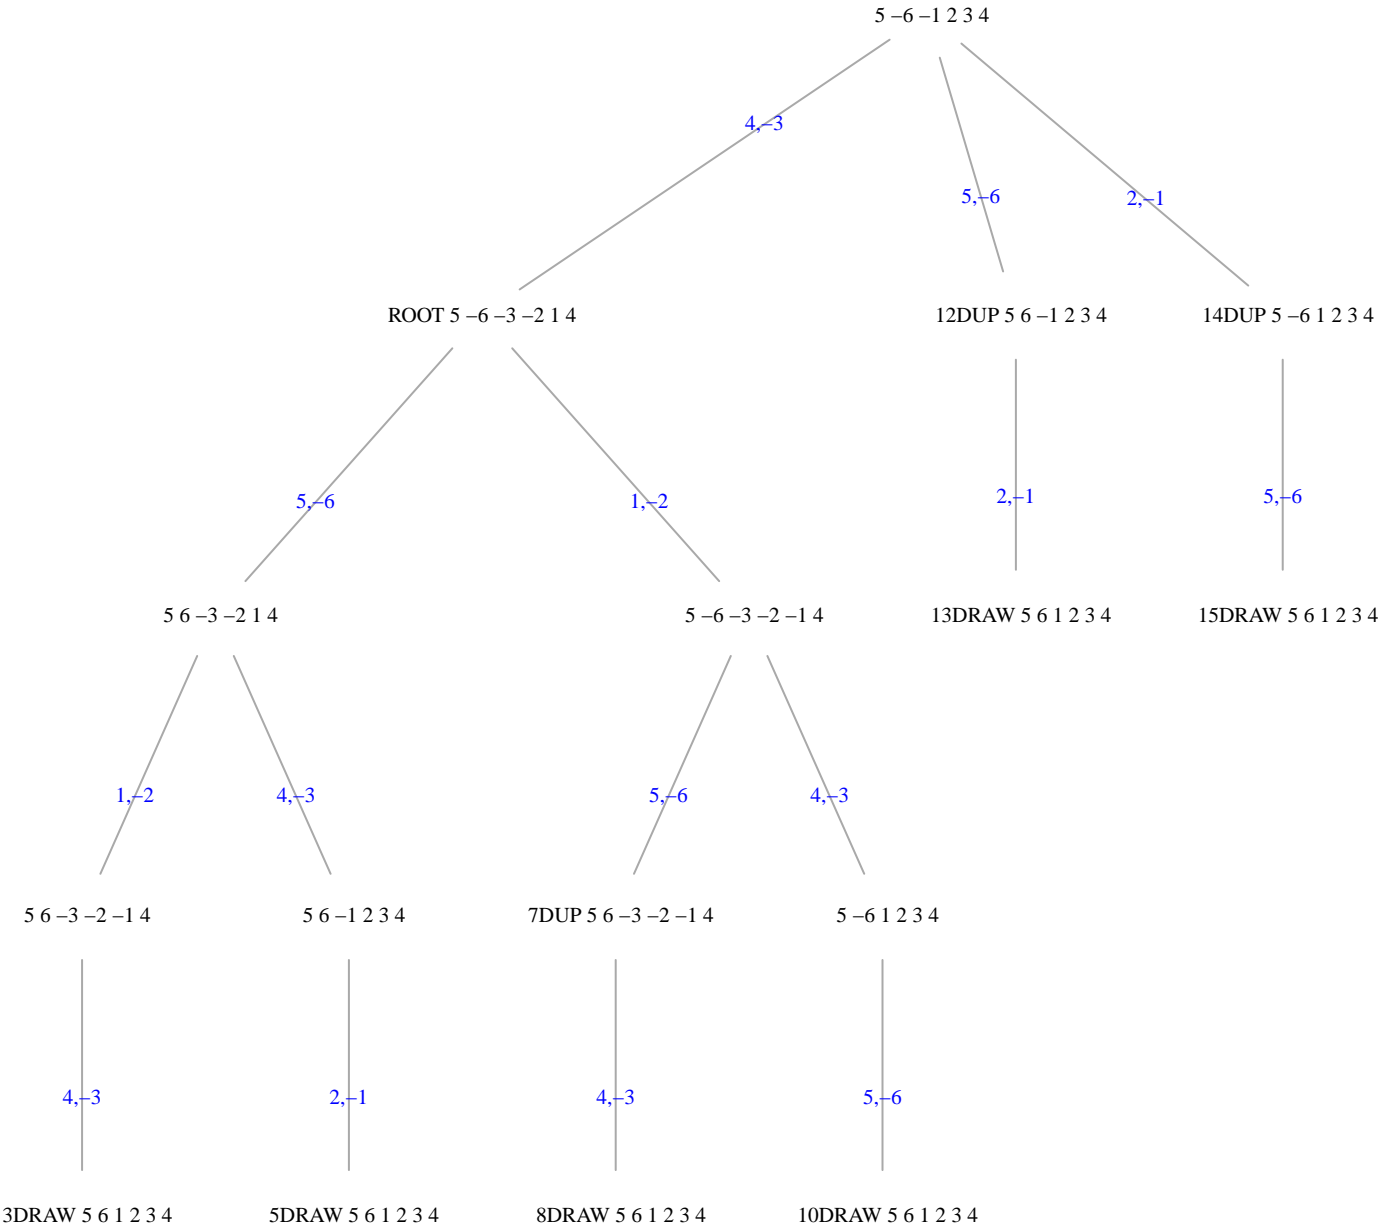 5 –6 –1 2 3 4
4,–3
5,–6
2,–1
ROOT 5 –6 –3 –2 1 4
12DUP 5 6 –1 2 3 4
14DUP 5 –6 1 2 3 4
5,–6
1,–2
2,–1
5,–6
5 6 –3 –2 1 4
5 –6 –3 –2 –1 4
13DRAW 5 6 1 2 3 4
15DRAW 5 6 1 2 3 4
1,–2
4,–3
5,–6
4,–3
5 6 –3 –2 –1 4
5 6 –1 2 3 4
7DUP 5 6 –3 –2 –1 4
5 –6 1 2 3 4
4,–3
2,–1
4,–3
5,–6
3DRAW 5 6 1 2 3 4
5DRAW 5 6 1 2 3 4
8DRAW 5 6 1 2 3 4
10DRAW 5 6 1 2 3 4